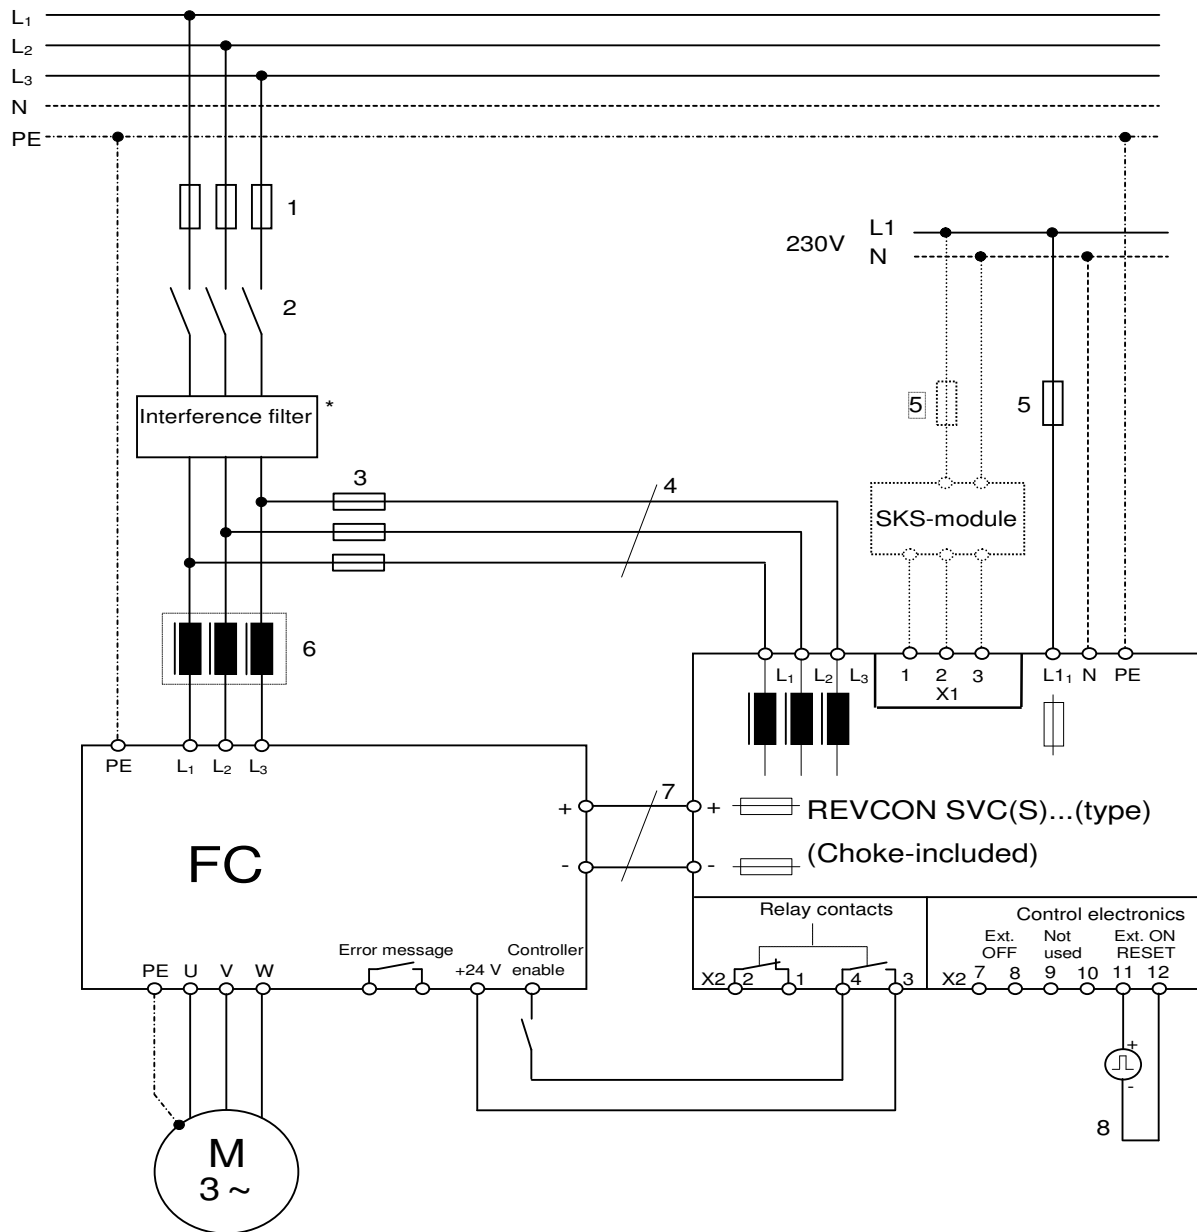 L₁
L₂
L₃
N
PE
1
2
230V
L1
N
Interference filter *
5
5
3
4
SKS-module
6
L₁ L₂ L₃
1 2 3
X1
L1₁ N PE
PE L₁ L₂ L₃
7
+ +
- -
FC
REVCON SVC(S)...(type)
(Choke-included)
Relay contacts
Control electronics
Ext. OFF
Not used
Ext. ON RESET
Error message
+24 V
Controller enable
PE U V W
X2 2 1 4 3
X2 7 8 9 10 11 12
+
-
8
M
3 ~